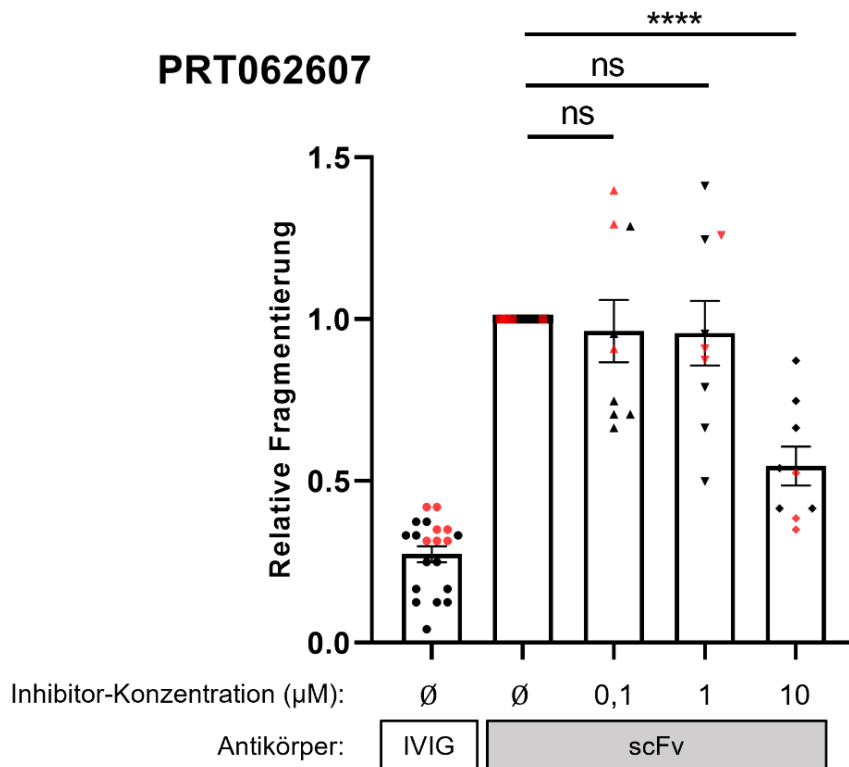 ****
PRT062607
ns
ns
1.5
1.0
0.5
0.0
Relative Fragmentierung
Inhibitor-Konzentration (µM): Ø Ø 0,1 1 10
Antikörper: IVIG scFv